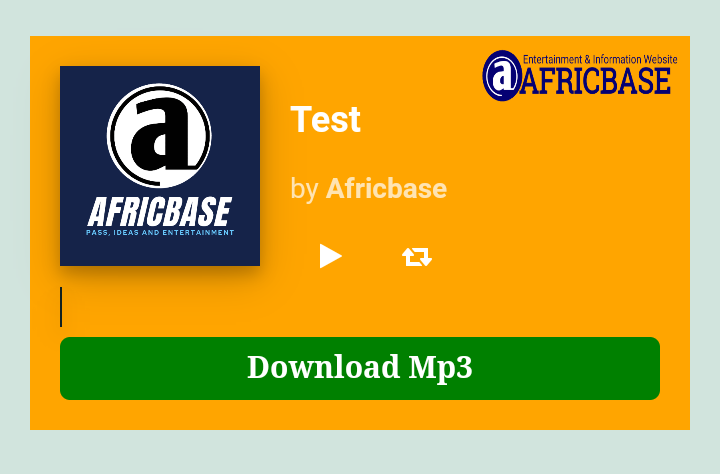 Entertainment & Information Website
a AFRICBASE
a
AFRICBASE
PASS, IDEAS AND ENTERTAINMENT
Test
by Africbase
Download Mp3